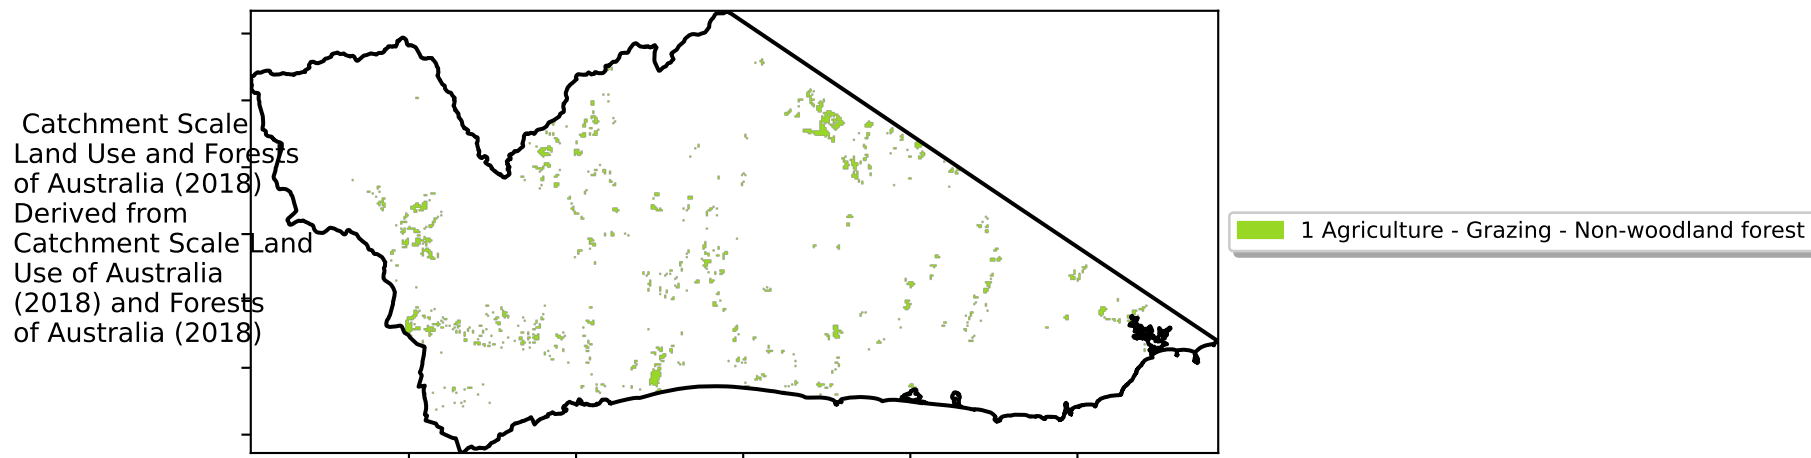 Catchment Scale
Land Use and Forests
of Australia (2018)
Derived from
Catchment Scale Land
Use of Australia
(2018) and Forests
of Australia (2018)
1 Agriculture - Grazing - Non-woodland forest